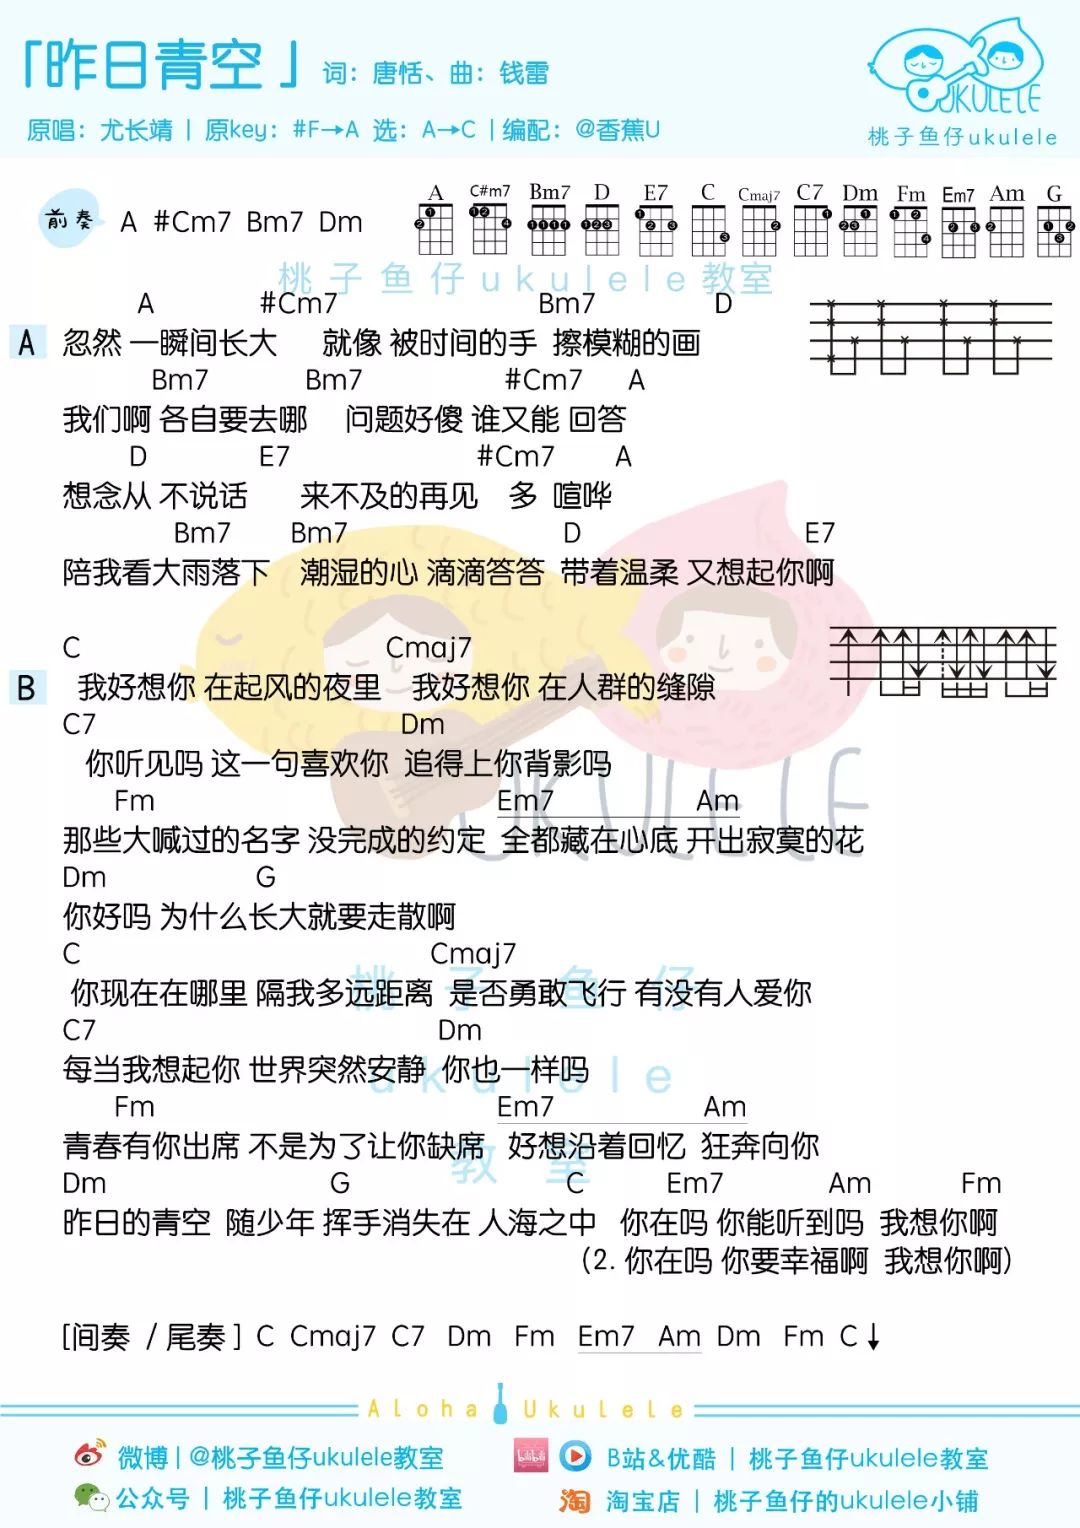 「昨日青空」 词：唐恬、曲：钱雷
UKULELE
原唱：尤长靖 | 原key：#F→A 选：A→C | 编配：@香蕉U
桃子鱼仔ukulele
前奏 A #Cm7 Bm7 Dm
A C#m7 Bm7 D E7 C Cmaj7 C7 Dm Fm Em7 Am G
桃子鱼仔ukulele教室
A #Cm7 Bm7 D
A 忽然 一瞬间长大 就像 被时间的手 擦模糊的画
Bm7 Bm7 #Cm7 A
我们啊 各自要去哪 问题好傻 谁又能 回答
D E7 #Cm7 A
想念从 不说话 来不及的再见 多 喧哗
Bm7 Bm7 D E7
陪我看大雨落下 潮湿的心 滴滴答答 带着温柔 又想起你啊
C Cmaj7
B 我好想你 在起风的夜里 我好想你 在人群的缝隙
C7 Dm
你听见吗 这一句喜欢你 追得上你背影吗
UKULELE
Fm Em7 Am
那些大喊过的名字 没完成的约定 全都藏在心底 开出寂寞的花
Dm G
你好吗 为什么长大就要走散啊
C Cmaj7
桃子鱼仔
你现在在哪里 隔我多远距离 是否勇敢飞行 有没有人爱你
C7 Dm
每当我想起你 世界突然安静 你也一样吗
ukulele
Fm Em7 Am
青春有你出席 不是为了让你缺席 好想沿着回忆 狂奔向你
教室
Dm G C Em7 Am Fm
昨日的青空 随少年 挥手消失在 人海之中 你在吗 你能听到吗 我想你啊
(2. 你在吗 你要幸福啊 我想你啊)
[间奏 / 尾奏] C Cmaj7 C7 Dm Fm Em7 Am Dm Fm C↓
Aloha Ukulele
微博 | @桃子鱼仔ukulele教室 bilibili B站&优酷 | 桃子鱼仔ukulele教室
公众号 | 桃子鱼仔ukulele教室 淘 淘宝店 | 桃子鱼仔的ukulele小铺